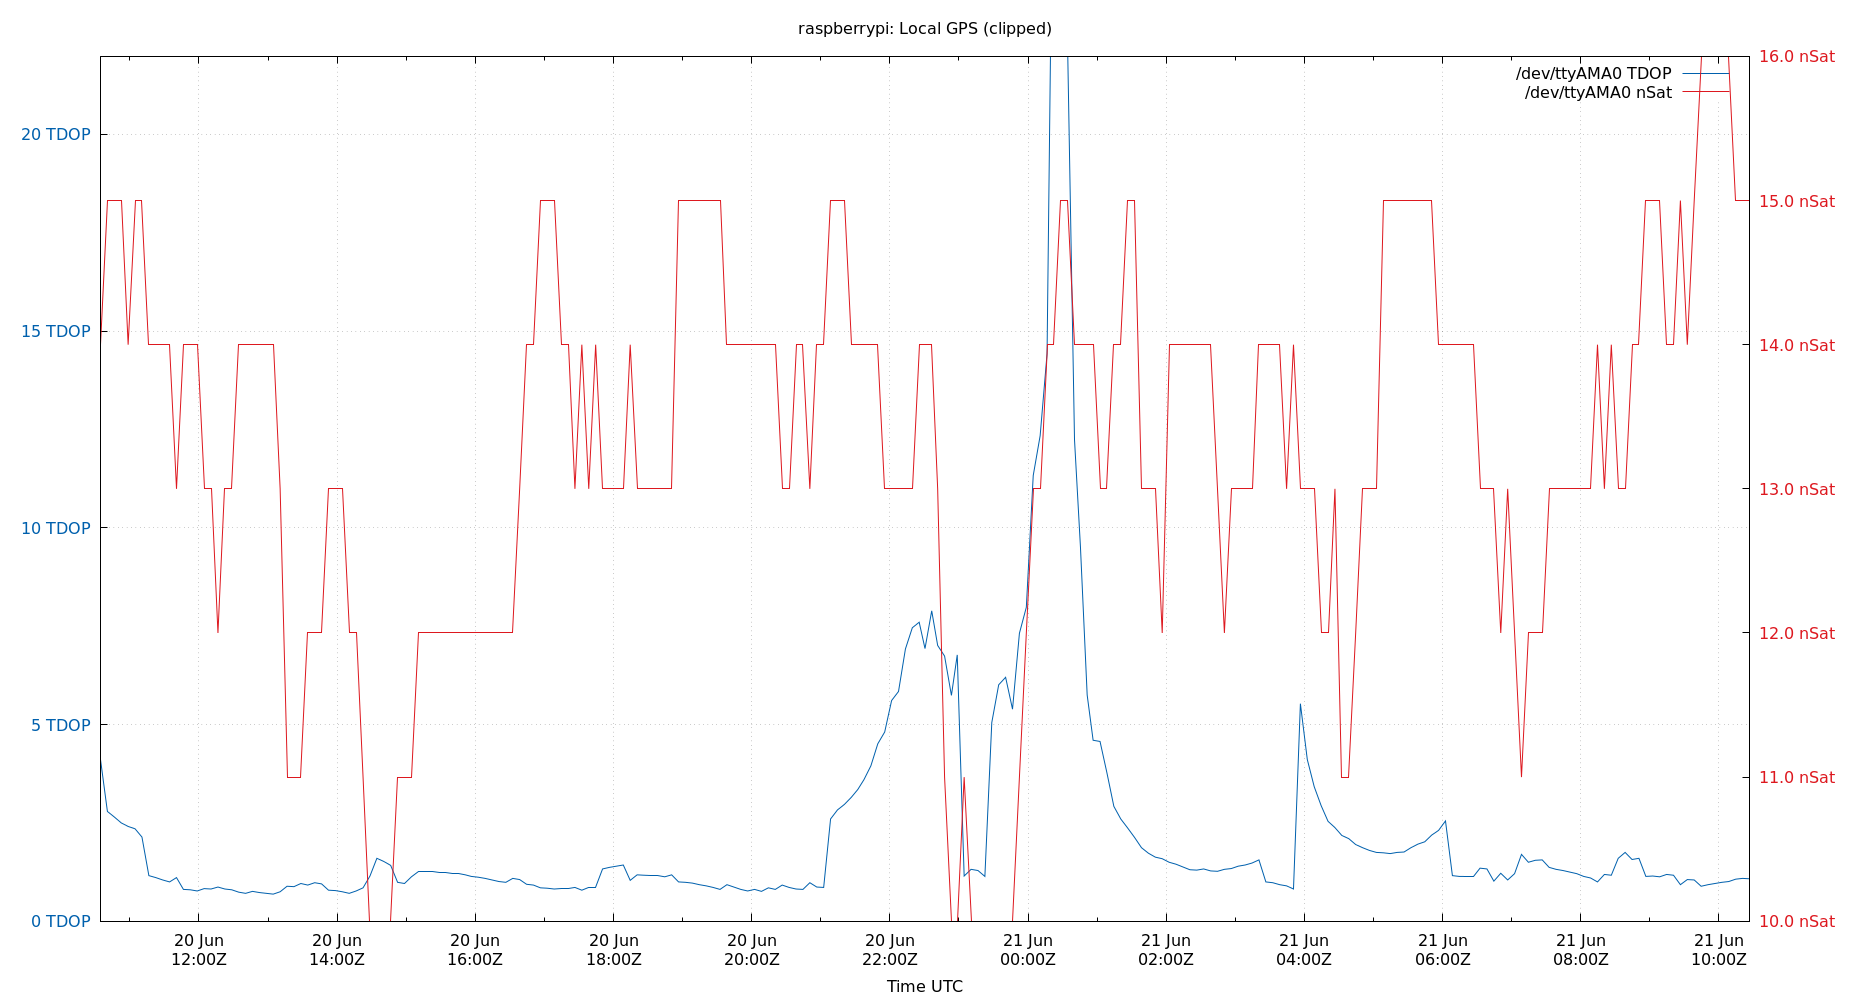 raspberrypi: Local GPS (clipped)
/dev/ttyAMA0 TDOP
/dev/ttyAMA0 nSat
20 TDOP
15 TDOP
10 TDOP
5 TDOP
0 TDOP
16.0 nSat
15.0 nSat
14.0 nSat
13.0 nSat
12.0 nSat
11.0 nSat
10.0 nSat
20 Jun 20 Jun 20 Jun 20 Jun 20 Jun 20 Jun 21 Jun 21 Jun 21 Jun 21 Jun 21 Jun 21 Jun
12:00Z 14:00Z 16:00Z 18:00Z 20:00Z 22:00Z 00:00Z 02:00Z 04:00Z 06:00Z 08:00Z 10:00Z
Time UTC